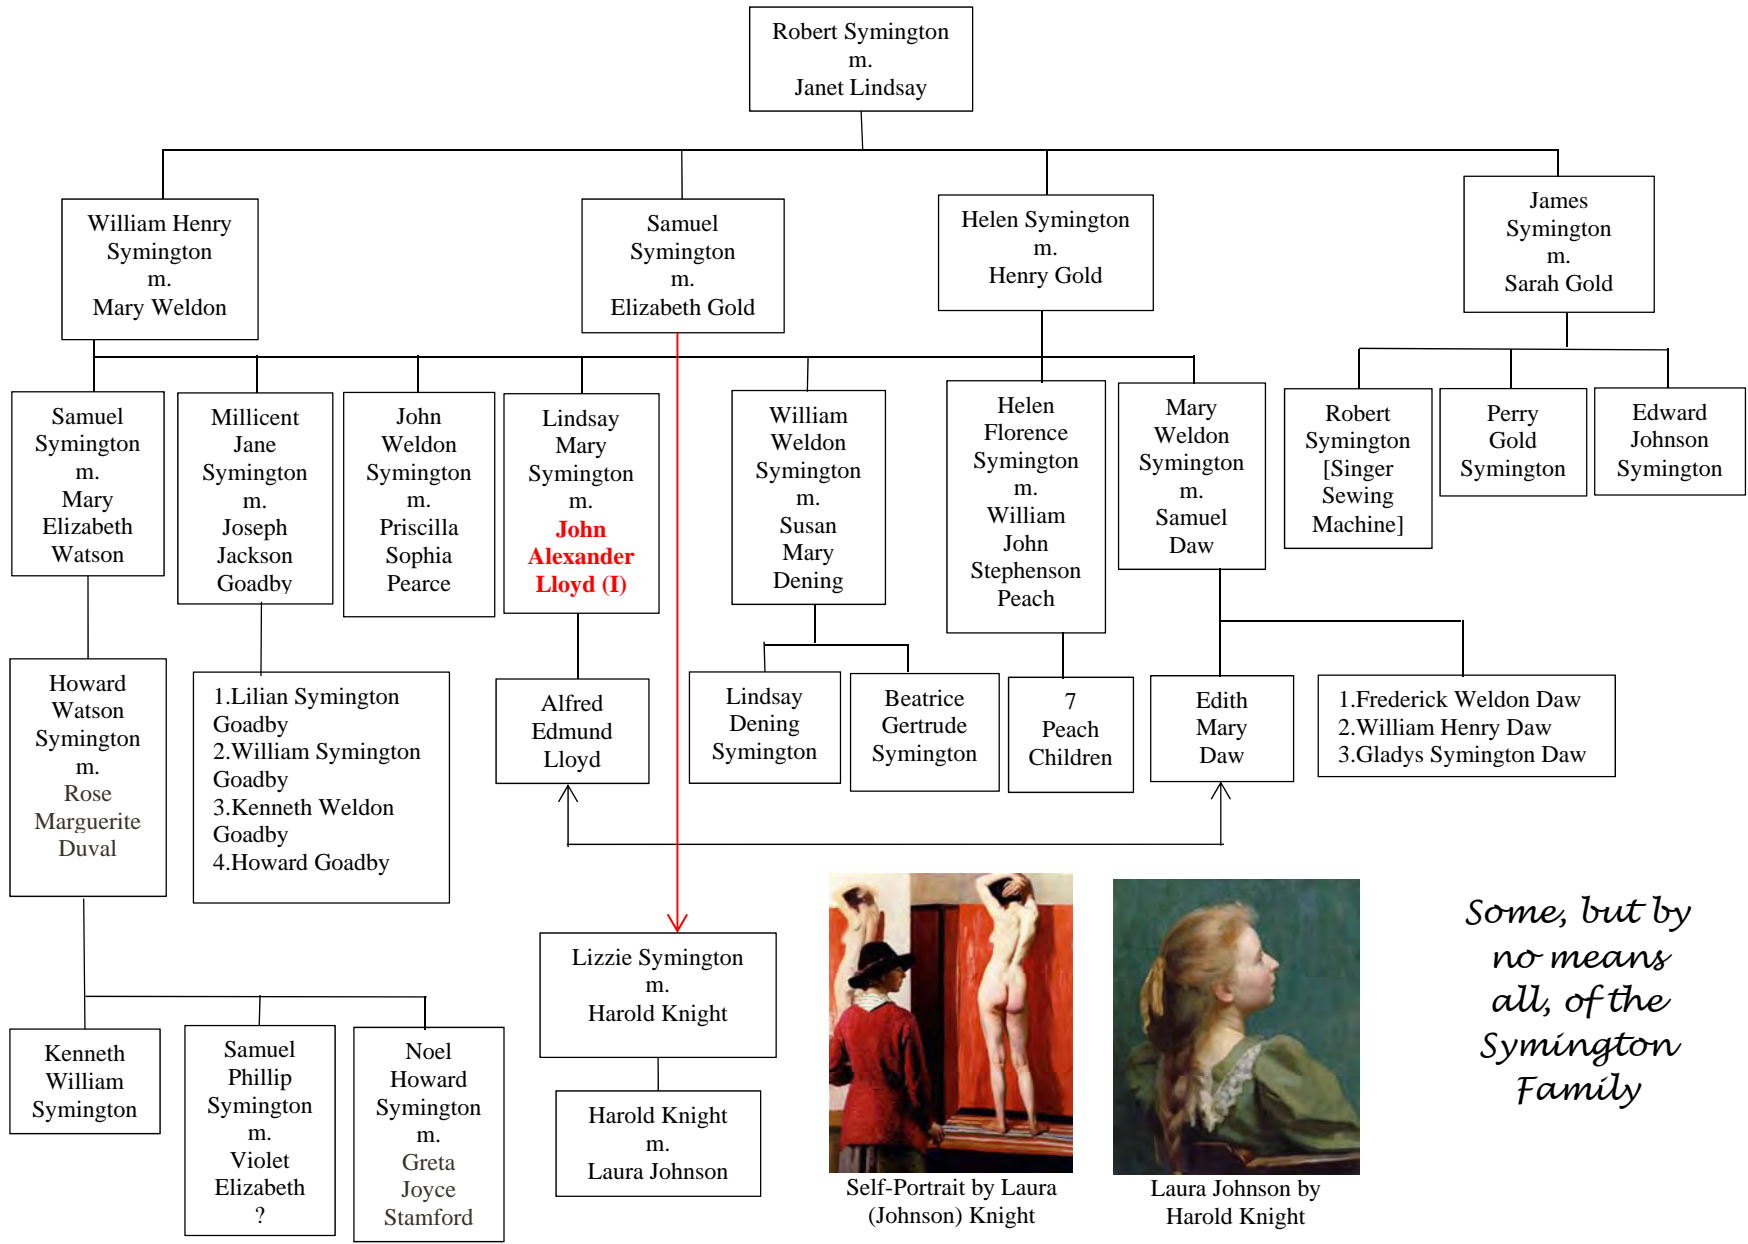 Robert Symington
m.
Janet Lindsay
William Henry
Symington
m.
Mary Weldon
Samuel
Symington
m.
Elizabeth Gold
Helen Symington
m.
Henry Gold
James
Symington
m.
Sarah Gold
Samuel
Symington
m.
Mary
Elizabeth
Watson
Millicent
Jane
Symington
m.
Joseph
Jackson
Goadby
John
Weldon
Symington
m.
Priscilla
Sophia
Pearce
Lindsay
Mary
Symington
m.
John
Alexander
Lloyd (I)
William
Weldon
Symington
m.
Susan
Mary
Dening
Helen
Florence
Symington
m.
William
John
Stephenson
Peach
Mary
Weldon
Symington
m.
Samuel
Daw
Robert
Symington
[Singer
Sewing
Machine]
Perry
Gold
Symington
Edward
Johnson
Symington
Howard
Watson
Symington
m.
Rose
Marguerite
Duval
1.Lilian Symington
Goadby
2.William Symington
Goadby
3.Kenneth Weldon
Goadby
4.Howard Goadby
Alfred
Edmund
Lloyd
Lindsay
Dening
Symington
Beatrice
Gertrude
Symington
7
Peach
Children
Edith
Mary
Daw
1.Frederick Weldon Daw
2.William Henry Daw
3.Gladys Symington Daw
Lizzie Symington
m.
Harold Knight
Kenneth
William
Symington
Samuel
Phillip
Symington
m.
Violet
Elizabeth
?
Noel
Howard
Symington
m.
Greta
Joyce
Stamford
Harold Knight
m.
Laura Johnson
Self-Portrait by Laura
(Johnson) Knight
Laura Johnson by
Harold Knight
Some, but by
no means
all, of the
Symington
Family